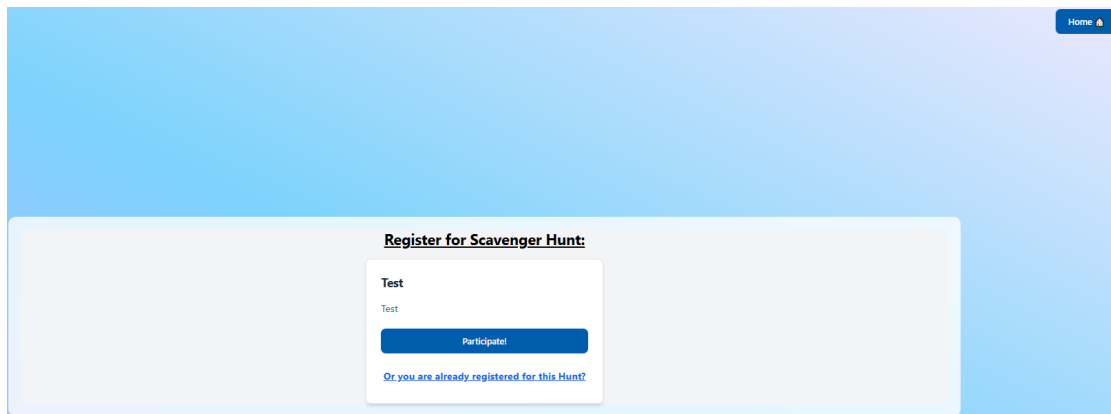 Home
Register for Scavenger Hunt:
Test
Test
Participate!
Or you are already registered for this Hunt?